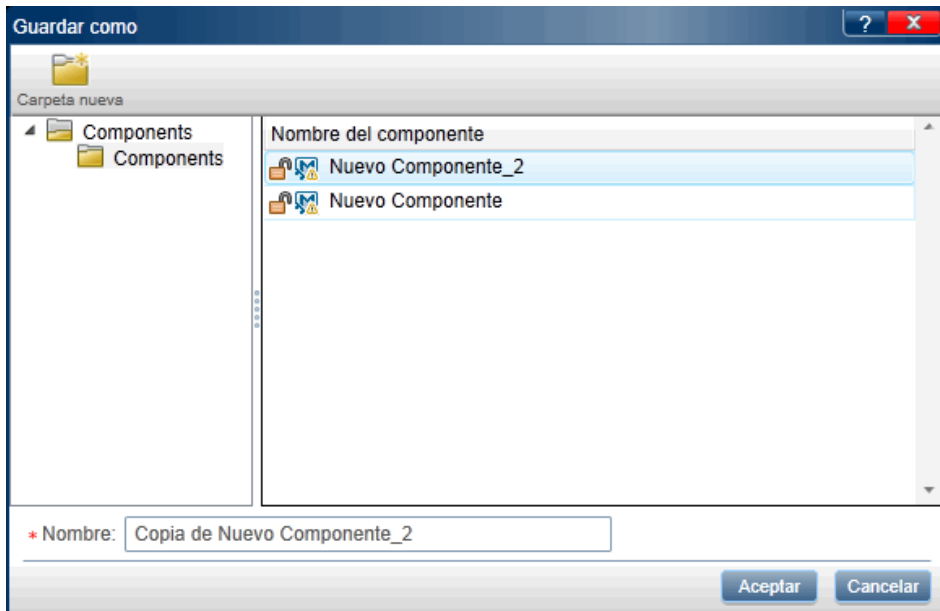 Guardar como
?
X
Carpeta nueva
Components
Components
Nombre del componente
Nuevo Componente_2
Nuevo Componente
* Nombre: Copia de Nuevo Componente_2
Aceptar Cancelar